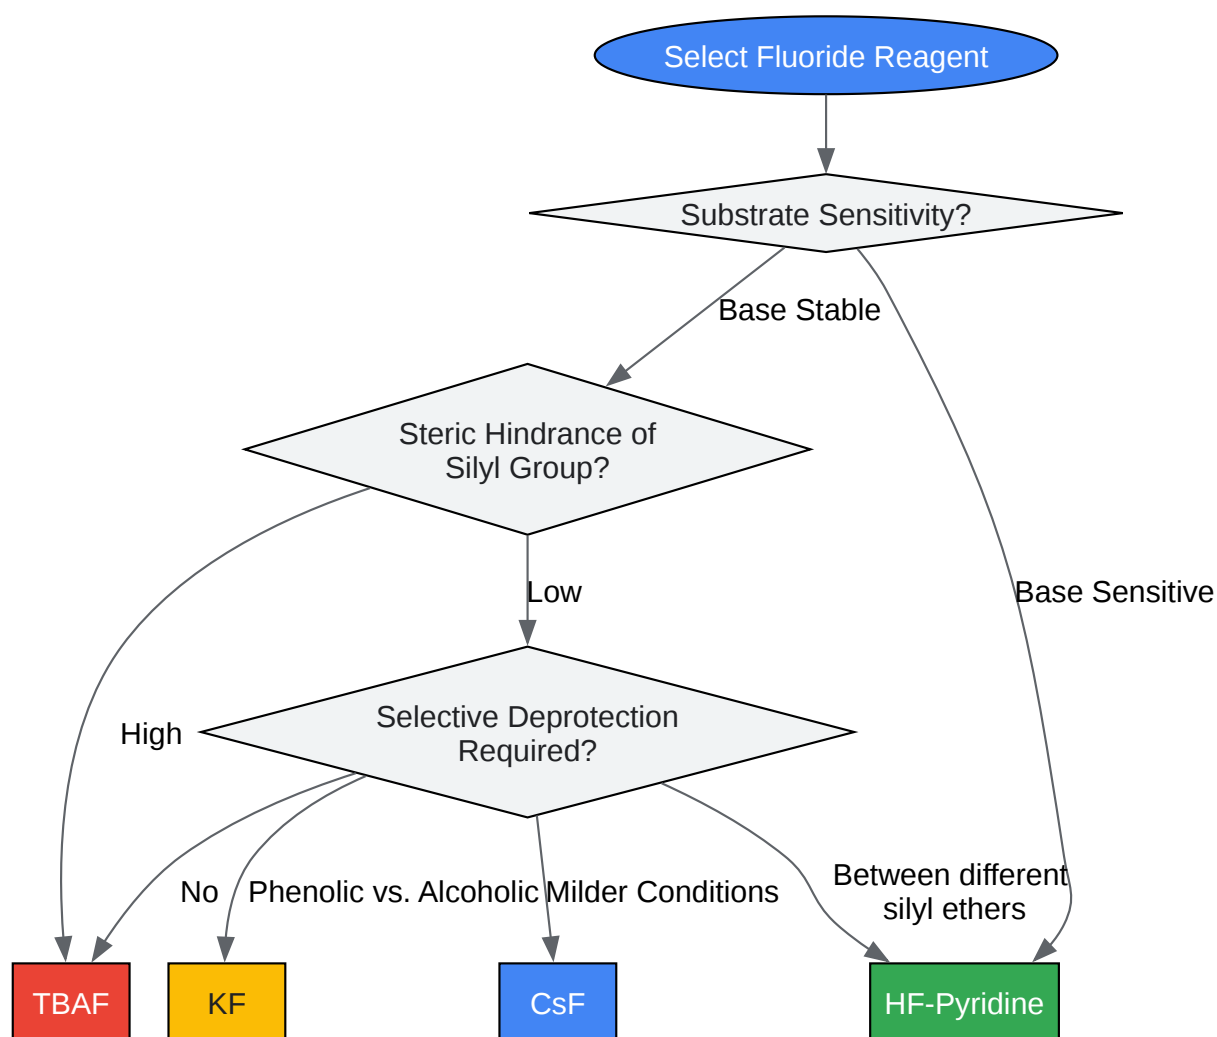 Select Fluoride Reagent
Substrate Sensitivity?
Base Stable
Steric Hindrance of
Silyl Group?
Low
Base Sensitive
Selective Deprotection
Required?
High
No
Phenolic vs. Alcoholic
Milder Conditions
Between different
silyl ethers
TBAF
KF
CsF
HF-Pyridine